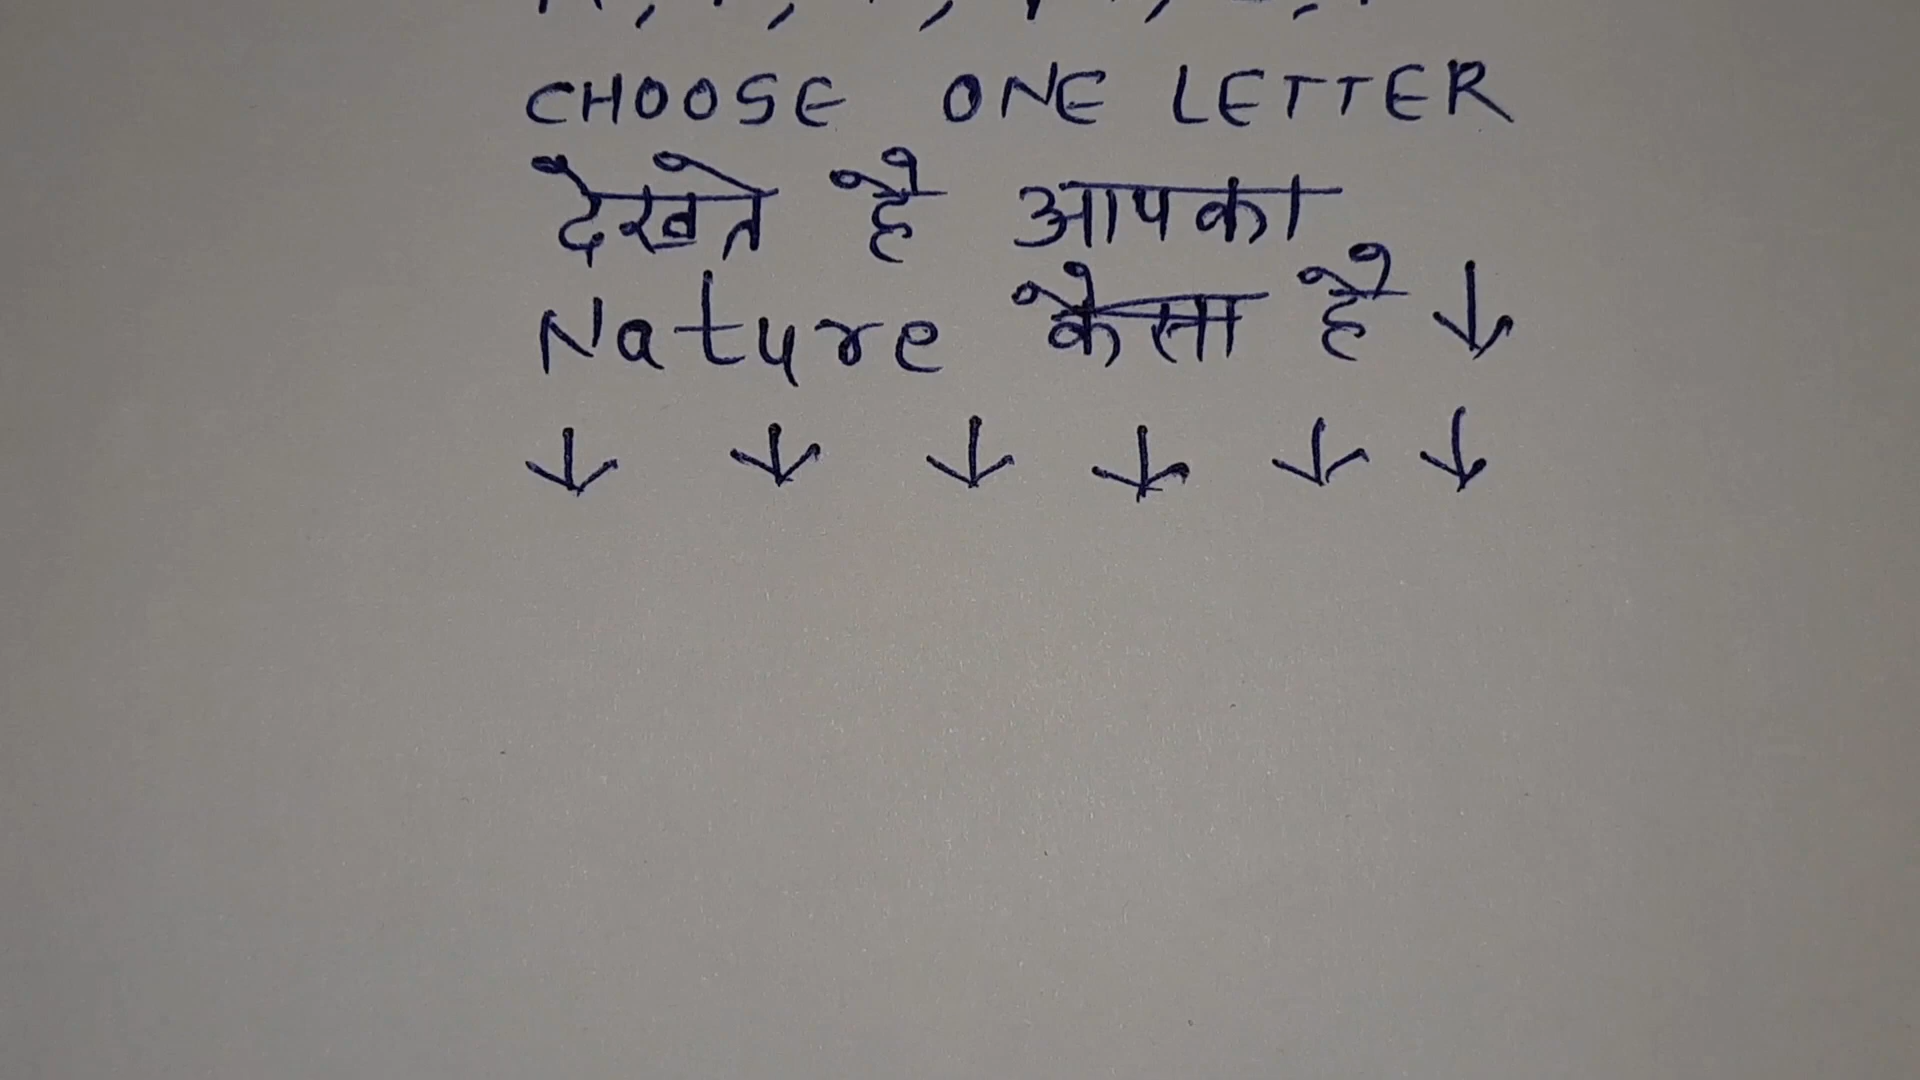 CHOOSE ONE LETTER
देखते है आपका
Nature कैसा है ↓
↓ ↓ ↓ ↓ ↓ ↓